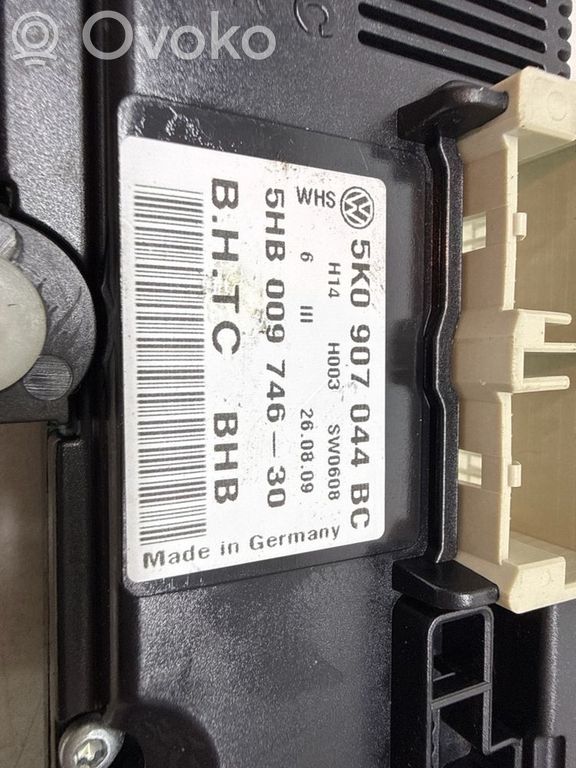 Ovoko
WHS 5K0 907 044 BC
H14 H003 SW0608
6 III 26.08.09
5HB 009 746-30
B.H.TC BHB
Made in Germany